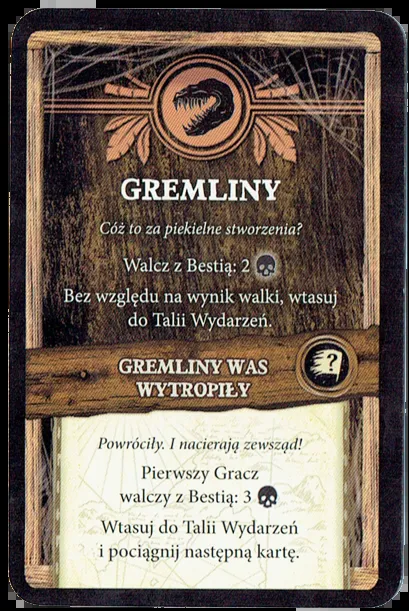 GREMLINY
Cóż to za piekielne stworzenia?
Walcz z Bestią: 2
Bez względu na wynik walki, wtasuj
do Talii Wydarzeń.
GREMLINY WAS
WYTROPIŁY
?
Powróciły. I nacierają zewsząd!
Pierwszy Gracz
walczy z Bestią: 3
Wtasuj do Talii Wydarzeń
i pociągnij następną kartę.